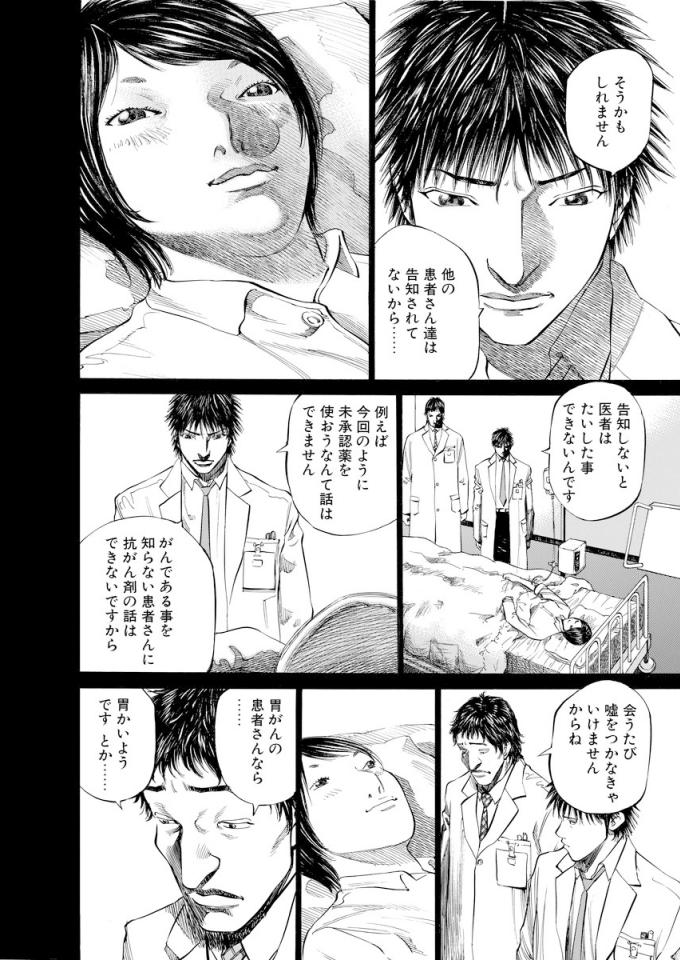 そうかも
しれません
他の
患者さん達は
告知されて
ないから……
告知しないと
医者は
たいした事
できないんです
例えば
今回のように
未承認薬を
使おうなんて話は
できません
がんである事を
知らない患者さんに
抗がん剤の話は
できないですから
会うたび
嘘をつかなきゃ
いけません
からね
胃がんの
患者さんなら
……
胃かいよう
です とか……